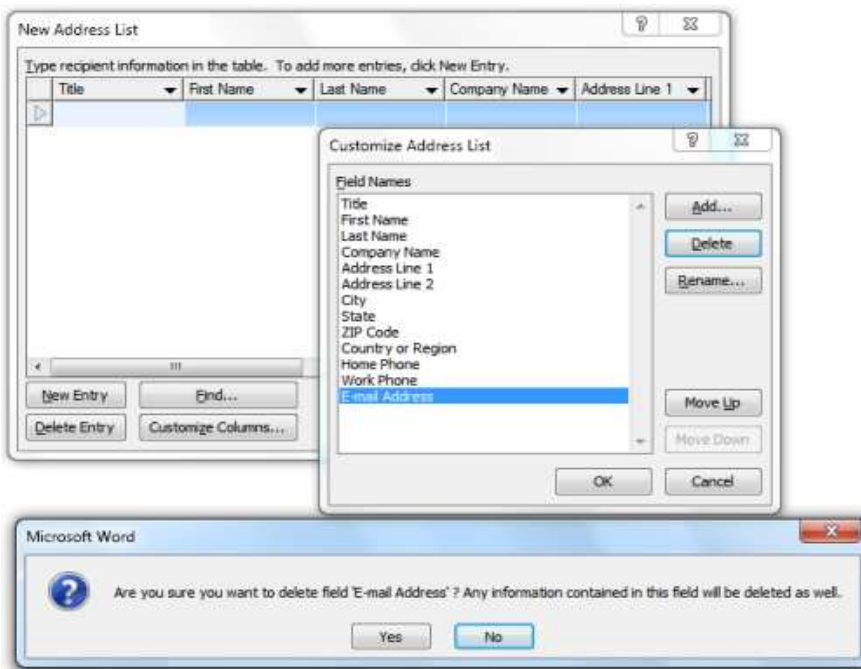 New Address List
Type recipient information in the table. To add more entries, click New Entry.
Title First Name Last Name Company Name Address Line 1
Customize Address List
Field Names
Title
First Name
Last Name
Company Name
Address Line 1
Address Line 2
City
State
ZIP Code
Country or Region
Home Phone
Work Phone
E-mail Address
Add...
Delete
Rename...
Move Up
Move Down
OK Cancel
New Entry Find...
Delete Entry Customize Columns...
Microsoft Word
Are you sure you want to delete field 'E-mail Address' ? Any information contained in this field will be deleted as well.
Yes No